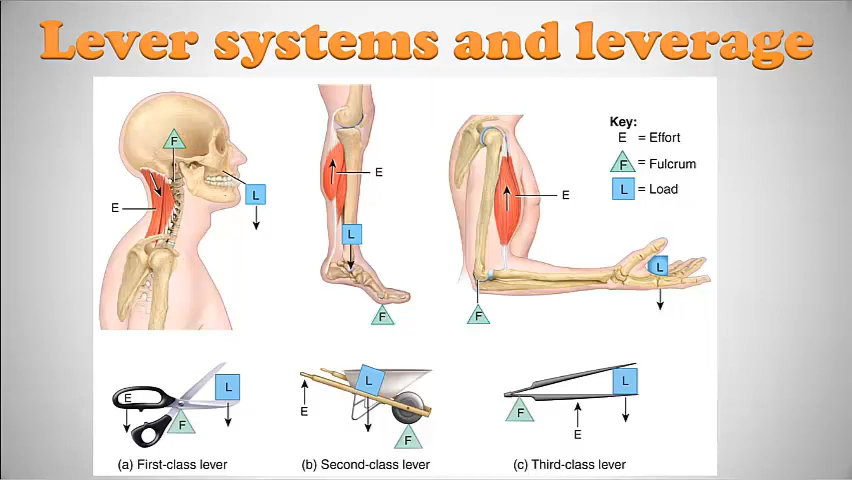 Lever systems and leverage
Key:
E = Effort
F = Fulcrum
L = Load
F
L
E
E
L
F
E
L
F
E
L
F
L
E
F
F
L
E
(a) First-class lever
(b) Second-class lever
(c) Third-class lever